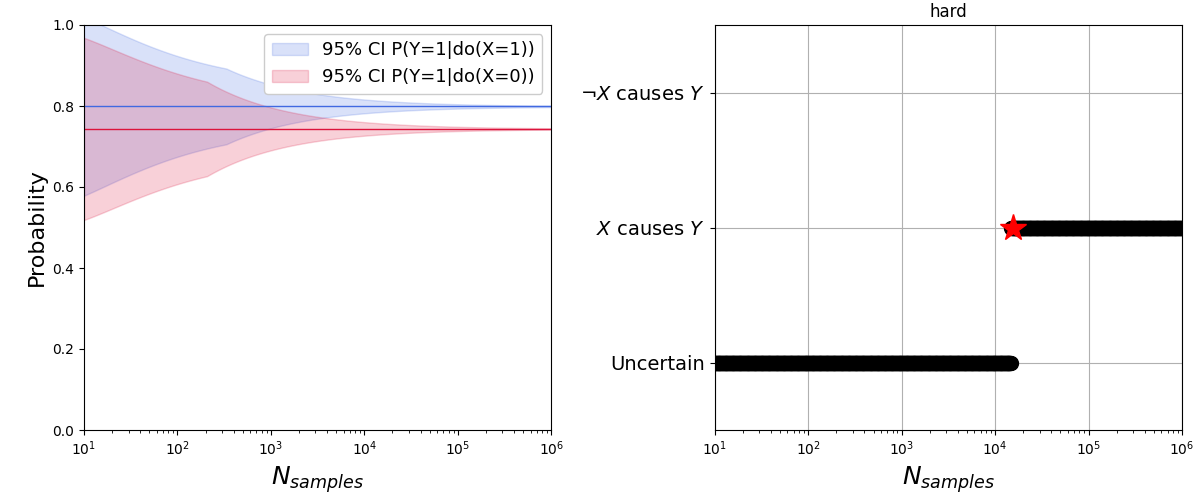 1.0
0.8
0.6
0.4
0.2
0.0
Probability
95% CI P(Y=1|do(X=1))
95% CI P(Y=1|do(X=0))
10¹ 10² 10³ 10⁴ 10⁵ 10⁶
N_samples
hard
¬X causes Y
X causes Y
Uncertain
10¹ 10² 10³ 10⁴ 10⁵ 10⁶
N_samples